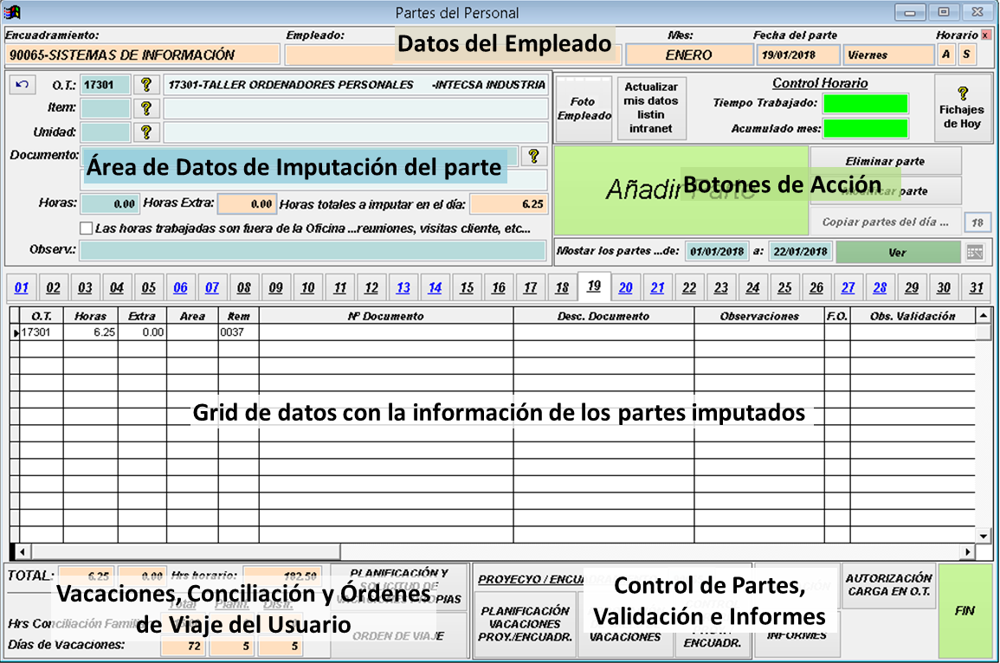 Partes del Personal
Encuadramiento: Empleado: Mes: Fecha del parte Horario x
90065-SISTEMAS DE INFORMACIÓN Datos del Empleado ENERO 19/01/2018 Viernes A S
O.T.: 17301 ? 17301-TALLER ORDENADORES PERSONALES -INTECSA INDUSTRIA
Item: ?
Unidad: ?
Documento: ?
Área de Datos de Imputación del parte
Horas: 0.00 Horas Extra: 0.00 Horas totales a imputar en el día: 6.25
Las horas trabajadas son fuera de la Oficina ...reuniones, visitas cliente, etc...
Observ.:
Foto
Empleado
Actualizar
mis datos
listin
intranet
Control Horario
Tiempo Trabajado:
Acumulado mes:
?
Fichajes
de Hoy
Añadir Parte
Botones de Acción
Eliminar parte
Modificar parte
Copiar partes del día ... 18
Mostar los partes ...de: 01/01/2018 a: 22/01/2018 Ver
01 02 03 04 05 06 07 08 09 10 11 12 13 14 15 16 17 18 19 20 21 22 23 24 25 26 27 28 29 30 31
O.T. Horas Extra Area Item Nº Documento Desc. Documento Observaciones F.O. Obs. Validación
17301 6.25 0.00 0037
Grid de datos con la información de los partes imputados
TOTAL: 6.25 0.00 Hrs horario: 182.50
Total Planif. Disfr.
Hrs Conciliación Familia
Días de Vacaciones: 72 5 5
Vacaciones, Conciliación y Órdenes
de Viaje del Usuario
PLANIFICACIÓN Y
SOLICITUD DE
VACACIONES PROPIAS
ORDEN DE VIAJE
PROYECYO / ENCUADR
PLANIFICACIÓN
VACACIONES
PROY./ENCUADR.
VACACIONES
ENCUADR.
INFORMES
Control de Partes,
Validación e Informes
AUTORIZACIÓN
CARGA EN O.T.
FIN